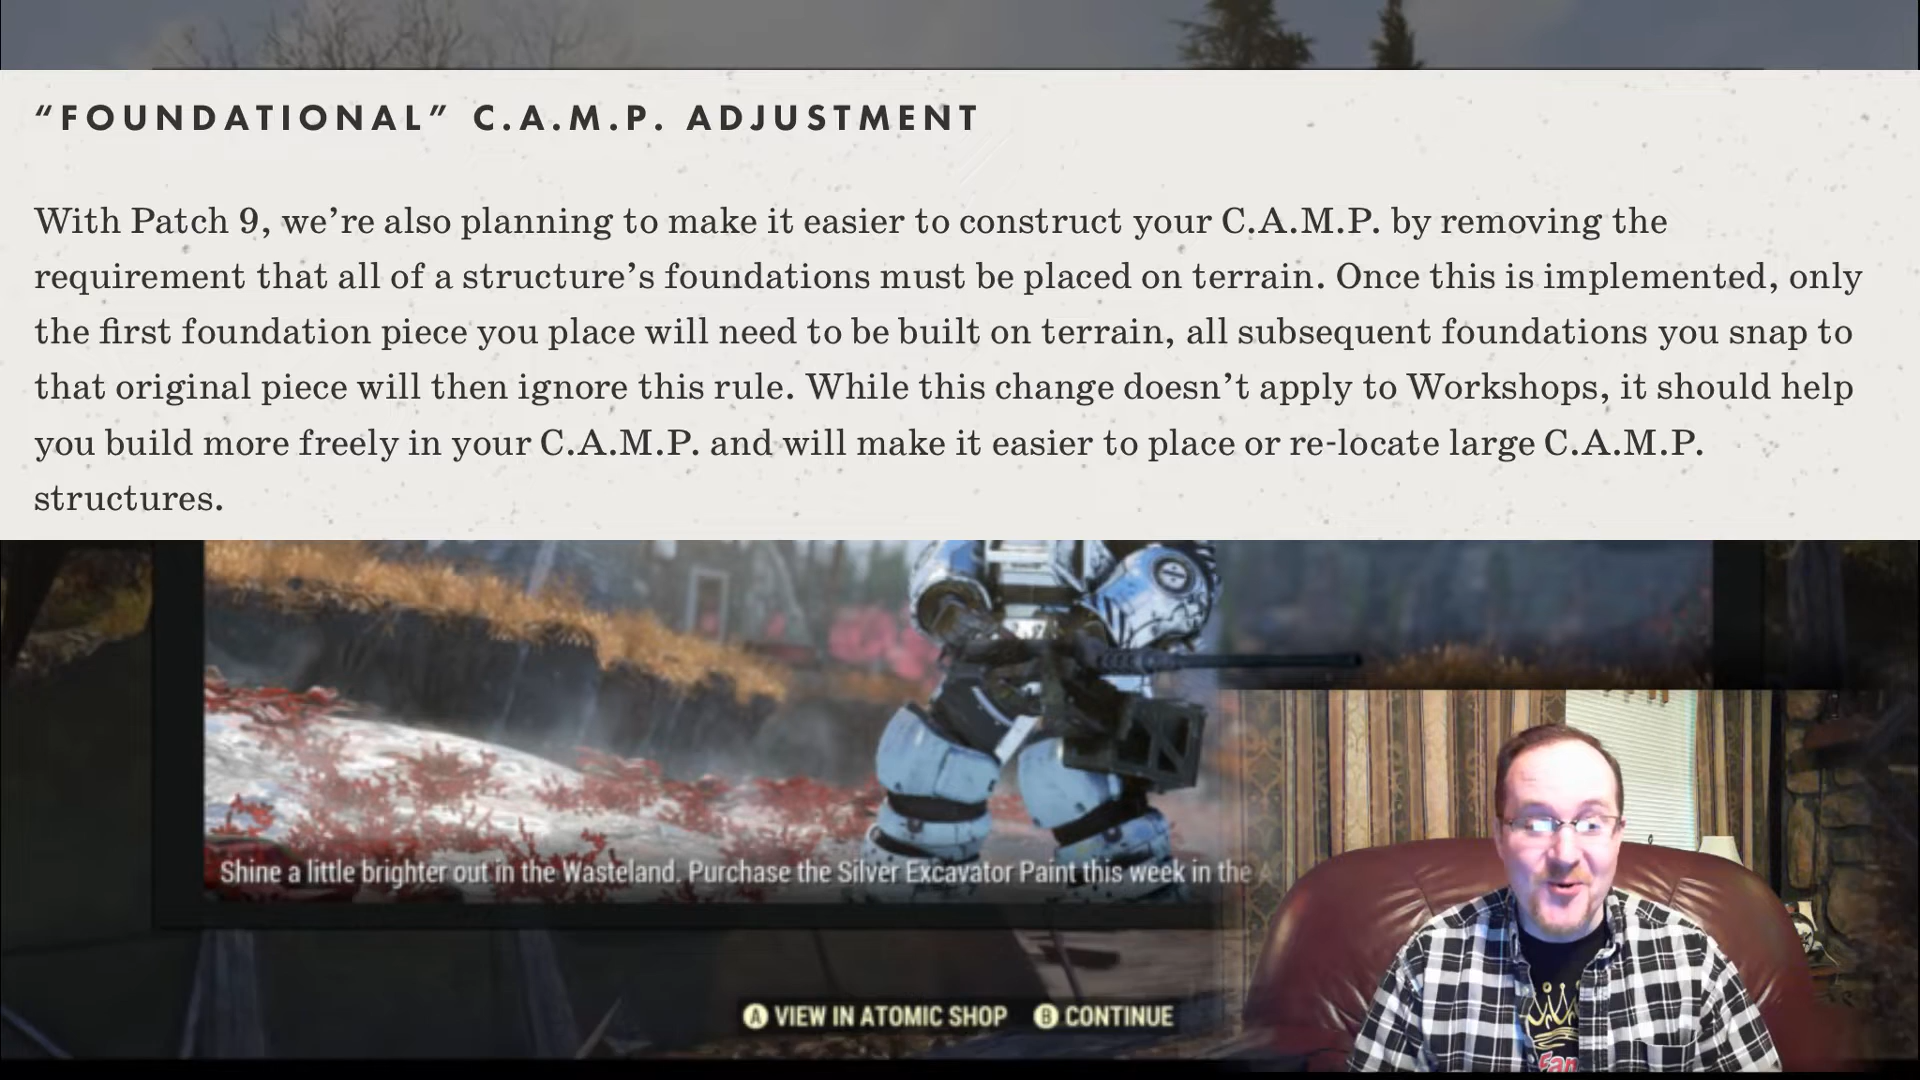 “FOUNDATIONAL” C.A.M.P. ADJUSTMENT
With Patch 9, we’re also planning to make it easier to construct your C.A.M.P. by removing the
requirement that all of a structure’s foundations must be placed on terrain. Once this is implemented, only
the first foundation piece you place will need to be built on terrain, all subsequent foundations you snap to
that original piece will then ignore this rule. While this change doesn’t apply to Workshops, it should help
you build more freely in your C.A.M.P. and will make it easier to place or re-locate large C.A.M.P.
structures.
Shine a little brighter out in the Wasteland. Purchase the Silver Excavator Paint this week in the
A VIEW IN ATOMIC SHOP B CONTINUE